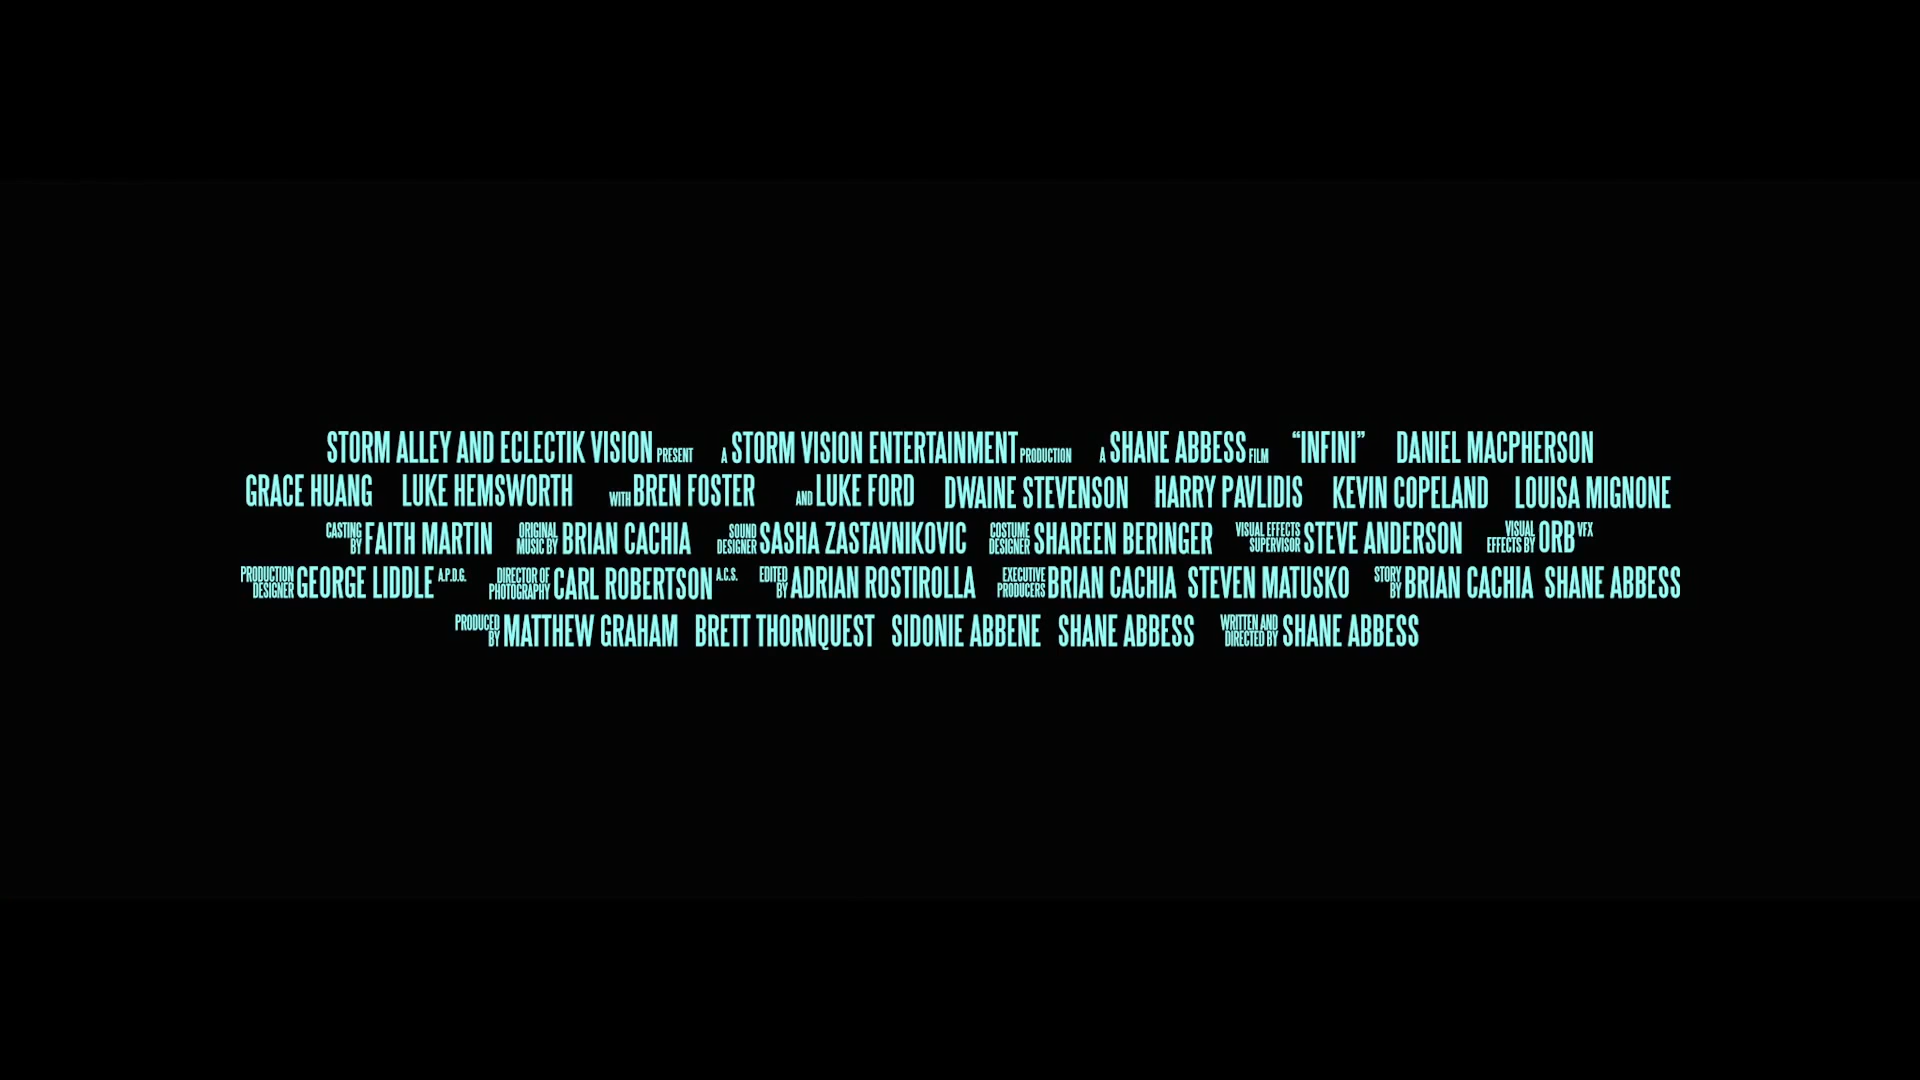 STORM ALLEY AND ECLECTIK VISION PRESENT A STORM VISION ENTERTAINMENT PRODUCTION A SHANE ABBESS FILM “INFINI” DANIEL MACPHERSON
GRACE HUANG LUKE HEMSWORTH WITH BREN FOSTER AND LUKE FORD DWAINE STEVENSON HARRY PAVLIDIS KEVIN COPELAND LOUISA MIGNONE
CASTING BY FAITH MARTIN ORIGINAL MUSIC BY BRIAN CACHIA SOUND DESIGNER SASHA ZASTAVNIKOVIC COSTUME DESIGNER SHAREEN BERINGER VISUAL EFFECTS SUPERVISOR STEVE ANDERSON VISUAL EFFECTS BY ORB VFX
PRODUCTION DESIGNER GEORGE LIDDLE A.P.D.G. DIRECTOR OF PHOTOGRAPHY CARL ROBERTSON A.C.S. EDITED BY ADRIAN ROSTIROLLA EXECUTIVE PRODUCERS BRIAN CACHIA STEVEN MATUSKO STORY BY BRIAN CACHIA SHANE ABBESS
PRODUCED BY MATTHEW GRAHAM BRETT THORNQUEST SIDONIE ABBENE SHANE ABBESS WRITTEN AND DIRECTED BY SHANE ABBESS